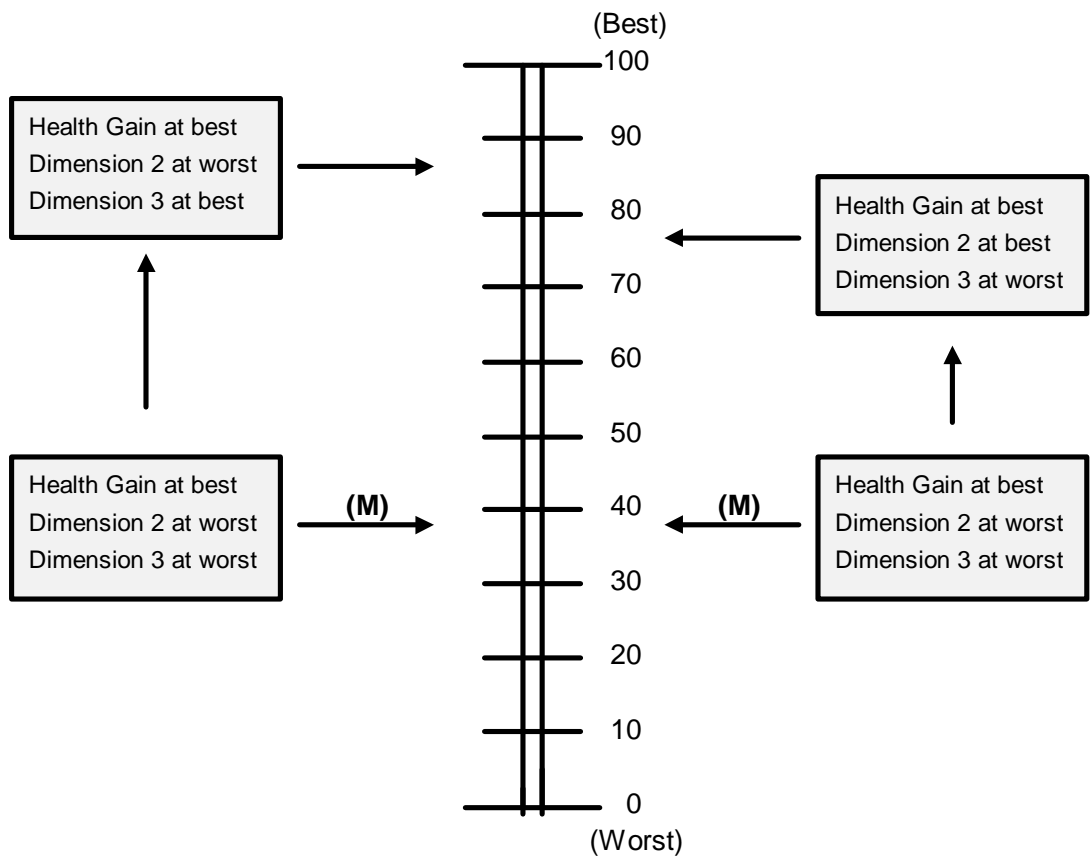 (Best)
100
90
80
70
60
50
40
30
20
10
0
(Worst)
Health Gain at best
Dimension 2 at worst
Dimension 3 at best
Health Gain at best
Dimension 2 at best
Dimension 3 at worst
Health Gain at best
Dimension 2 at worst
Dimension 3 at worst
(M)
(M)
Health Gain at best
Dimension 2 at worst
Dimension 3 at worst